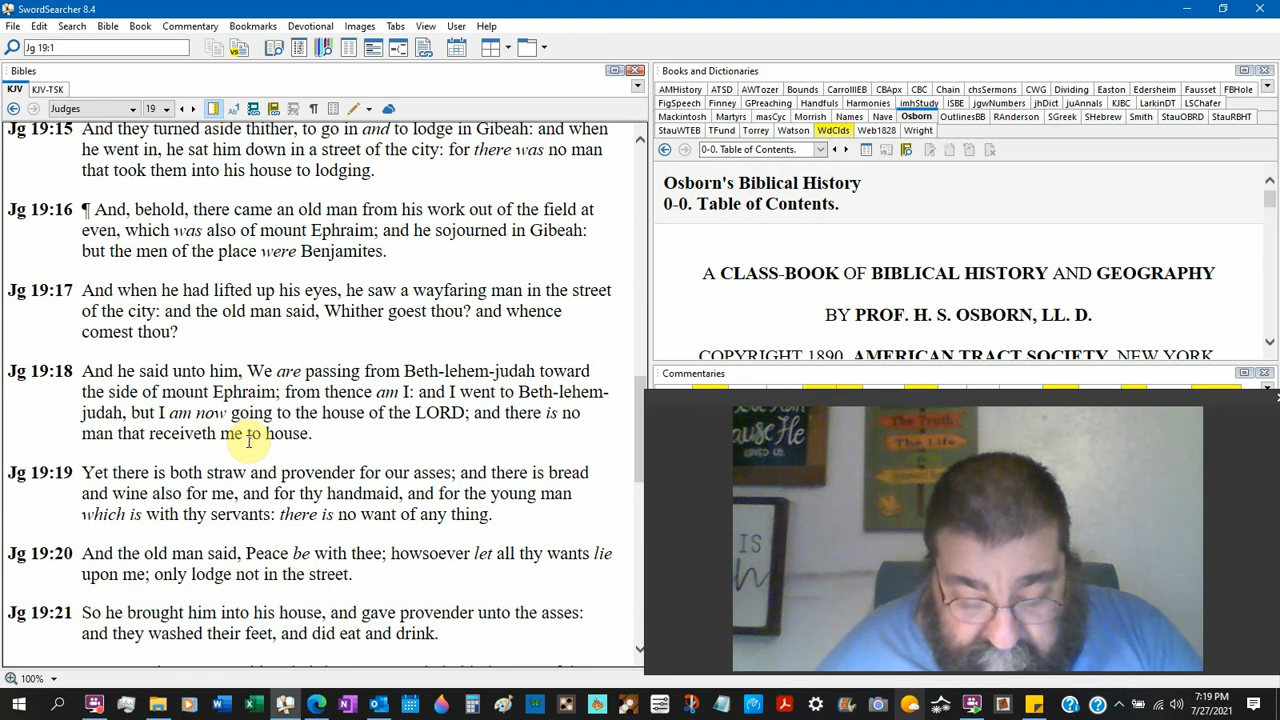 SwordSearcher 8.4
File Edit Search Bible Book Commentary Bookmarks Devotional Images Tabs View User Help
Jg 19:1
Bibles
KJV KJV-TSK
Judges 19
Jg 19:15 And they turned aside thither, to go in and to lodge in Gibeah: and when
he went in, he sat him down in a street of the city: for there was no man
that took them into his house to lodging.
Jg 19:16 ¶ And, behold, there came an old man from his work out of the field at
even, which was also of mount Ephraim; and he sojourned in Gibeah:
but the men of the place were Benjamites.
Jg 19:17 And when he had lifted up his eyes, he saw a wayfaring man in the street
of the city: and the old man said, Whither goest thou? and whence
comest thou?
Jg 19:18 And he said unto him, We are passing from Beth-lehem-judah toward
the side of mount Ephraim; from thence am I: and I went to Beth-lehem-
judah, but I am now going to the house of the LORD; and there is no
man that receiveth me to house.
Jg 19:19 Yet there is both straw and provender for our asses; and there is bread
and wine also for me, and for thy handmaid, and for the young man
which is with thy servants: there is no want of any thing.
Jg 19:20 And the old man said, Peace be with thee; howsoever let all thy wants lie
upon me; only lodge not in the street.
Jg 19:21 So he brought him into his house, and gave provender unto the asses:
and they washed their feet, and did eat and drink.
100%
Books and Dictionaries
AMHistory ATSD AWTozer Bounds CarrollEB CBApx CBC Chain chsSermons CWG Dividing Easton Edersheim Fausset FBHole
FigSpeech Finney GPreaching Handfuls Harmonies imhStudy ISBE jgwNumbers jhDict juAnnals KJBC LarkinDT LSChafer
Mackintosh Martyrs masCyc Morrish Names Nave Osborn OutlinesBB RAnderson SGreek SHebrew Smith StauOBRD StauRBHT
StauWTEB TFund Torrey Watson WdClds Web1828 Wright
0-0. Table of Contents.
Osborn's Biblical History
0-0. Table of Contents.
A CLASS-BOOK OF BIBLICAL HISTORY AND GEOGRAPHY
BY PROF. H. S. OSBORN, LL. D.
COPYRIGHT 1890, AMERICAN TRACT SOCIETY, NEW YORK
Commentaries
cause He
LOVED CO.
The Truth
The Life
IS
7:19 PM
7/27/2021